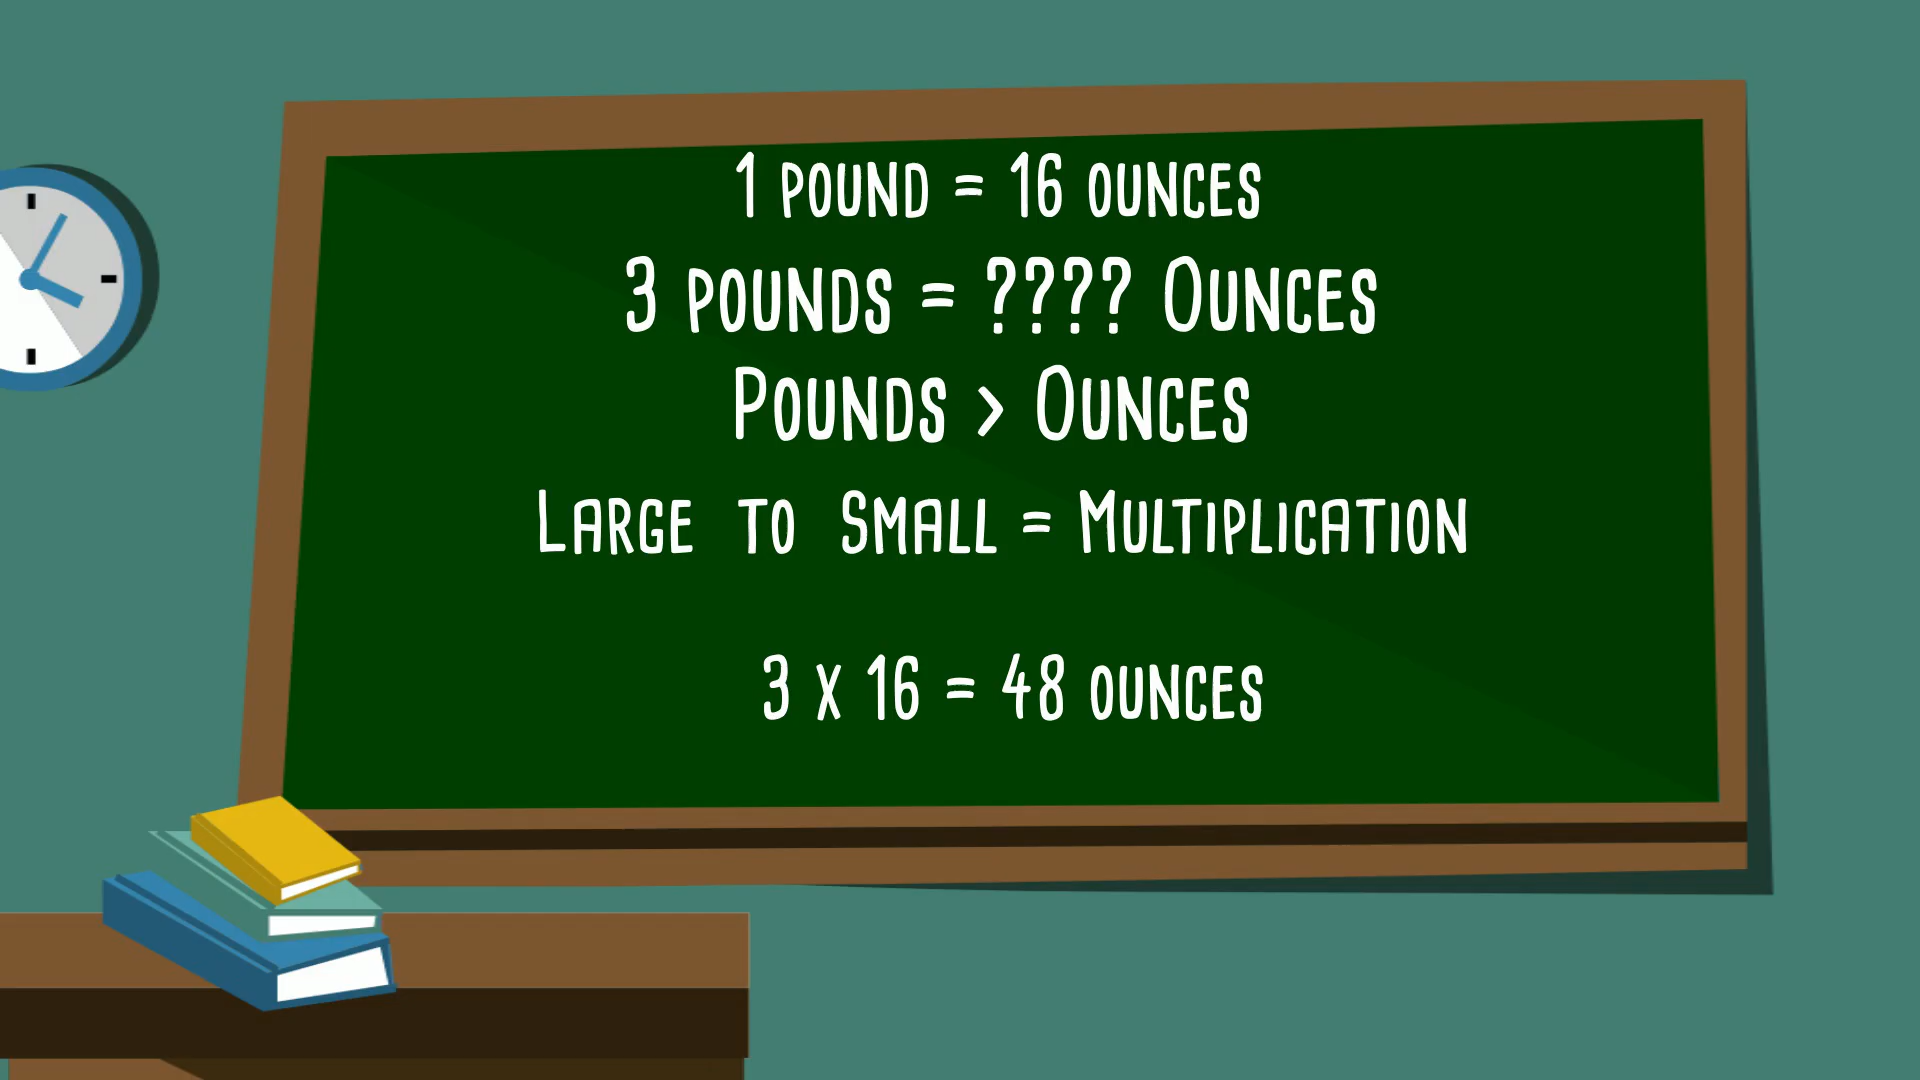 1 pound = 16 ounces
3 pounds = ???? Ounces
Pounds > Ounces
Large to Small = Multiplication
3 x 16 = 48 ounces